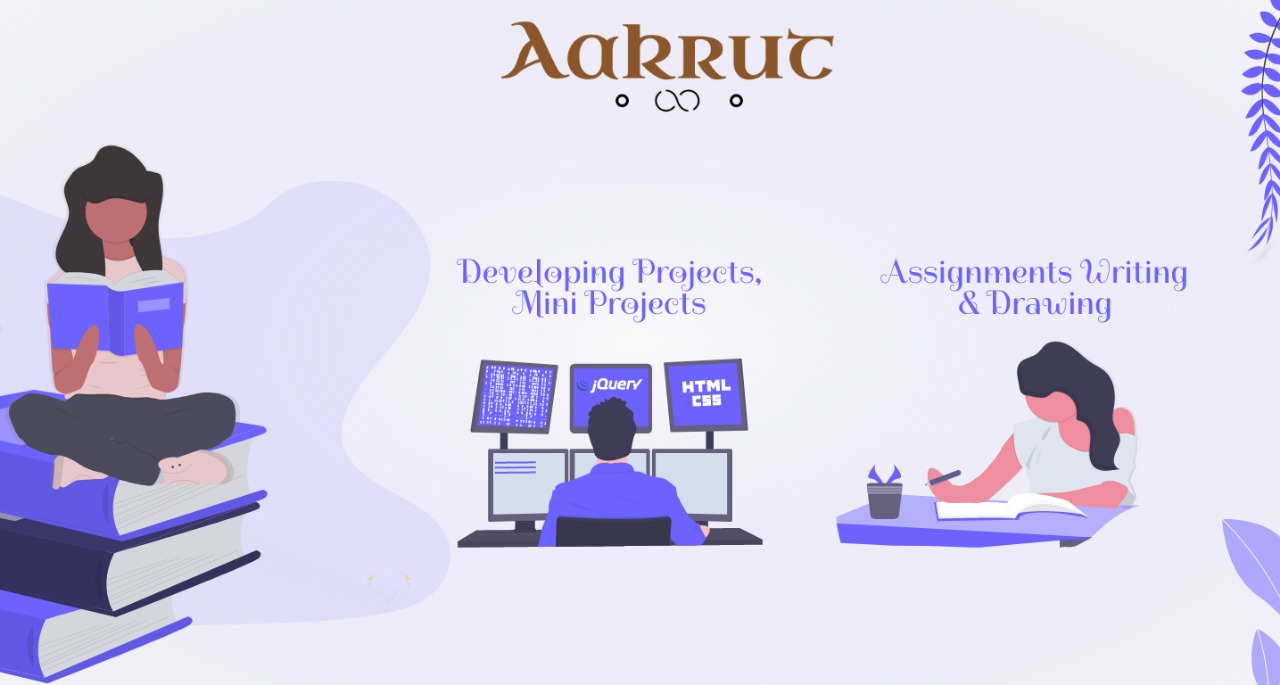 Aakrut
Developing Projects,
Mini Projects
Assignments Writing
& Drawing
jQuery
HTML
CSS